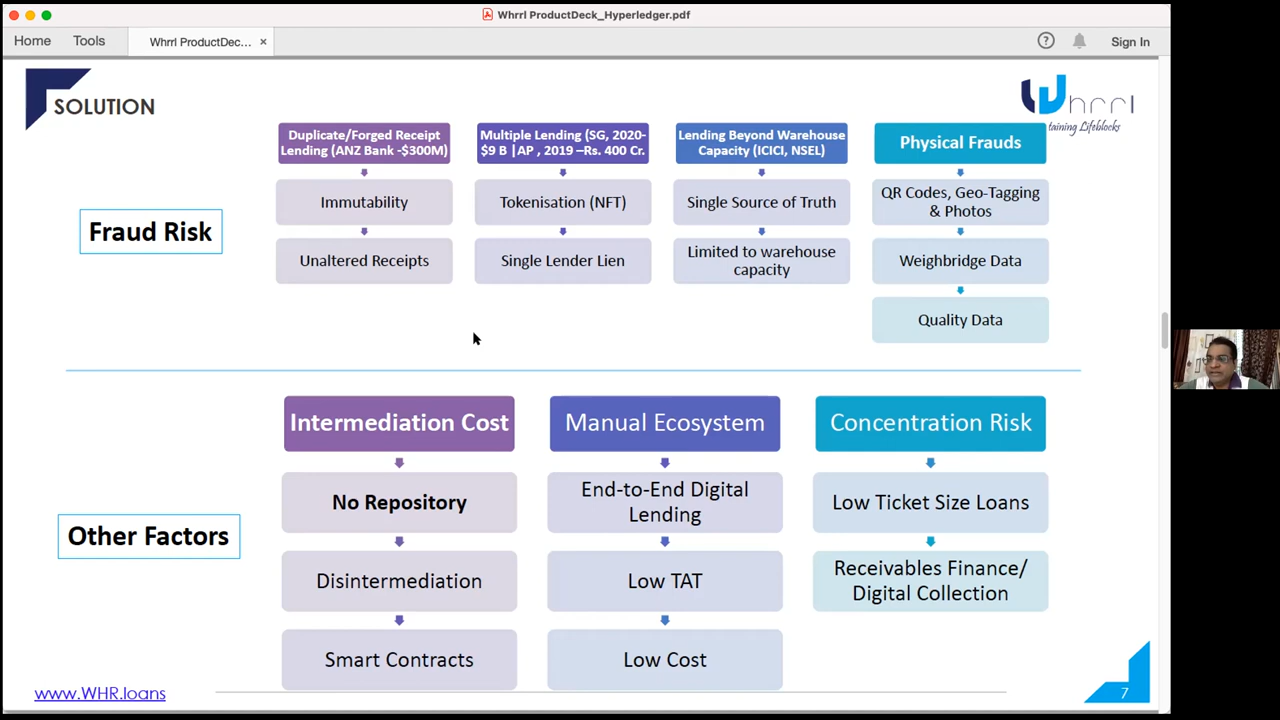 Whrrl ProductDeck_Hyperledger.pdf
Home Tools Whrrl ProductDec... × Sign In
SOLUTION
whrrl
taining Lifeblocks
Duplicate/Forged Receipt
Lending (ANZ Bank -$300M)
Immutability
Unaltered Receipts
Multiple Lending (SG, 2020-
$9 B |AP , 2019 –Rs. 400 Cr.
Tokenisation (NFT)
Single Lender Lien
Lending Beyond Warehouse
Capacity (ICICI, NSEL)
Single Source of Truth
Limited to warehouse
capacity
Physical Frauds
QR Codes, Geo-Tagging
& Photos
Weighbridge Data
Quality Data
Fraud Risk
Intermediation Cost
No Repository
Disintermediation
Smart Contracts
Manual Ecosystem
End-to-End Digital
Lending
Low TAT
Low Cost
Concentration Risk
Low Ticket Size Loans
Receivables Finance/
Digital Collection
Other Factors
www.WHR.loans
7